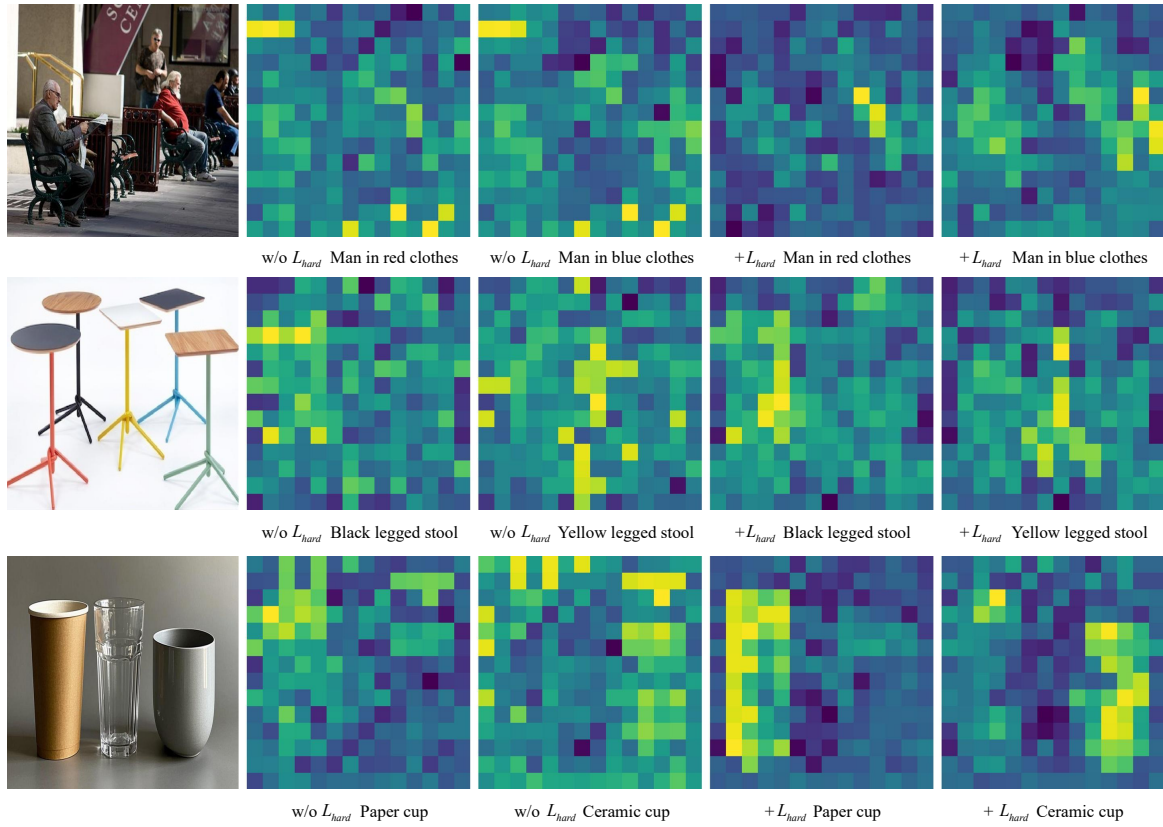 SO
CE
w/o L_hard Man in red clothes
w/o L_hard Man in blue clothes
+ L_hard Man in red clothes
+ L_hard Man in blue clothes
w/o L_hard Black legged stool
w/o L_hard Yellow legged stool
+ L_hard Black legged stool
+ L_hard Yellow legged stool
w/o L_hard Paper cup
w/o L_hard Ceramic cup
+ L_hard Paper cup
+ L_hard Ceramic cup